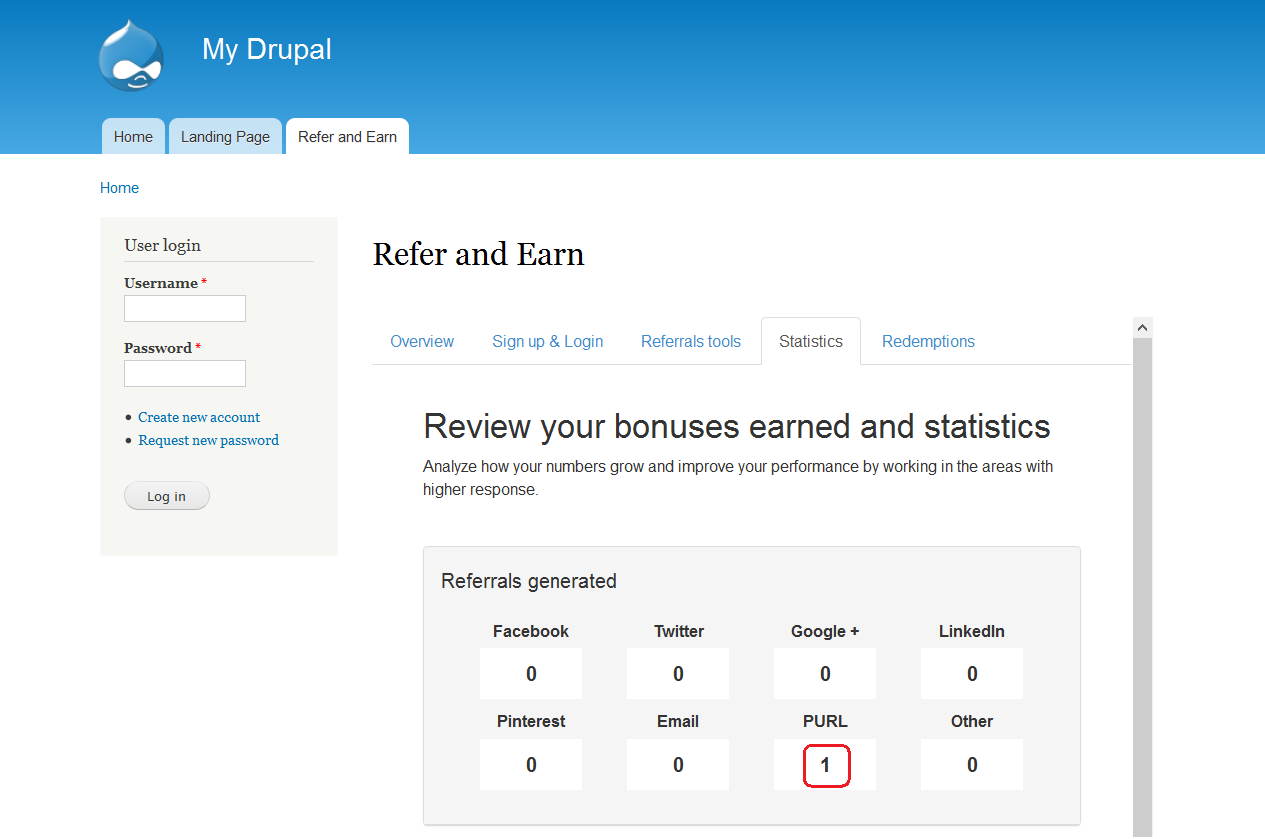 My Drupal
Home Landing Page Refer and Earn
Home
User login
Username *
Password *
Create new account
Request new password
Log in
Refer and Earn
Overview Sign up & Login Referrals tools Statistics Redemptions
Review your bonuses earned and statistics
Analyze how your numbers grow and improve your performance by working in the areas with
higher response.
Referrals generated
Facebook Twitter Google + LinkedIn
0 0 0 0
Pinterest Email PURL Other
0 0 1 0